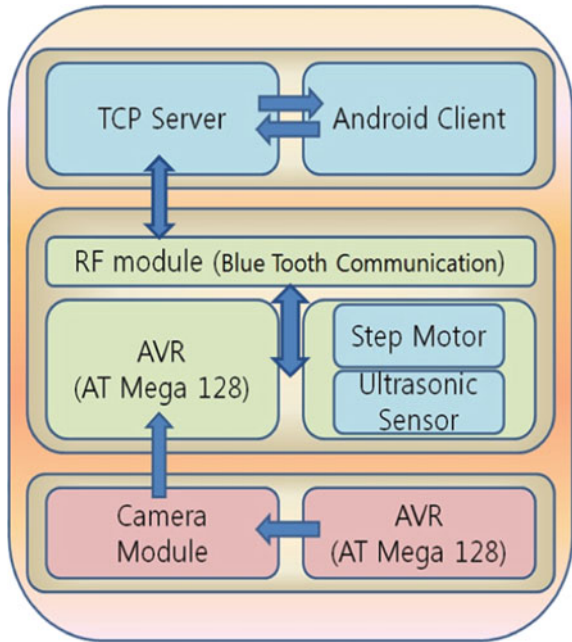 TCP Server
Android Client
RF module (Blue Tooth Communication)
AVR
(AT Mega 128)
Step Motor
Ultrasonic
Sensor
Camera
Module
AVR
(AT Mega 128)